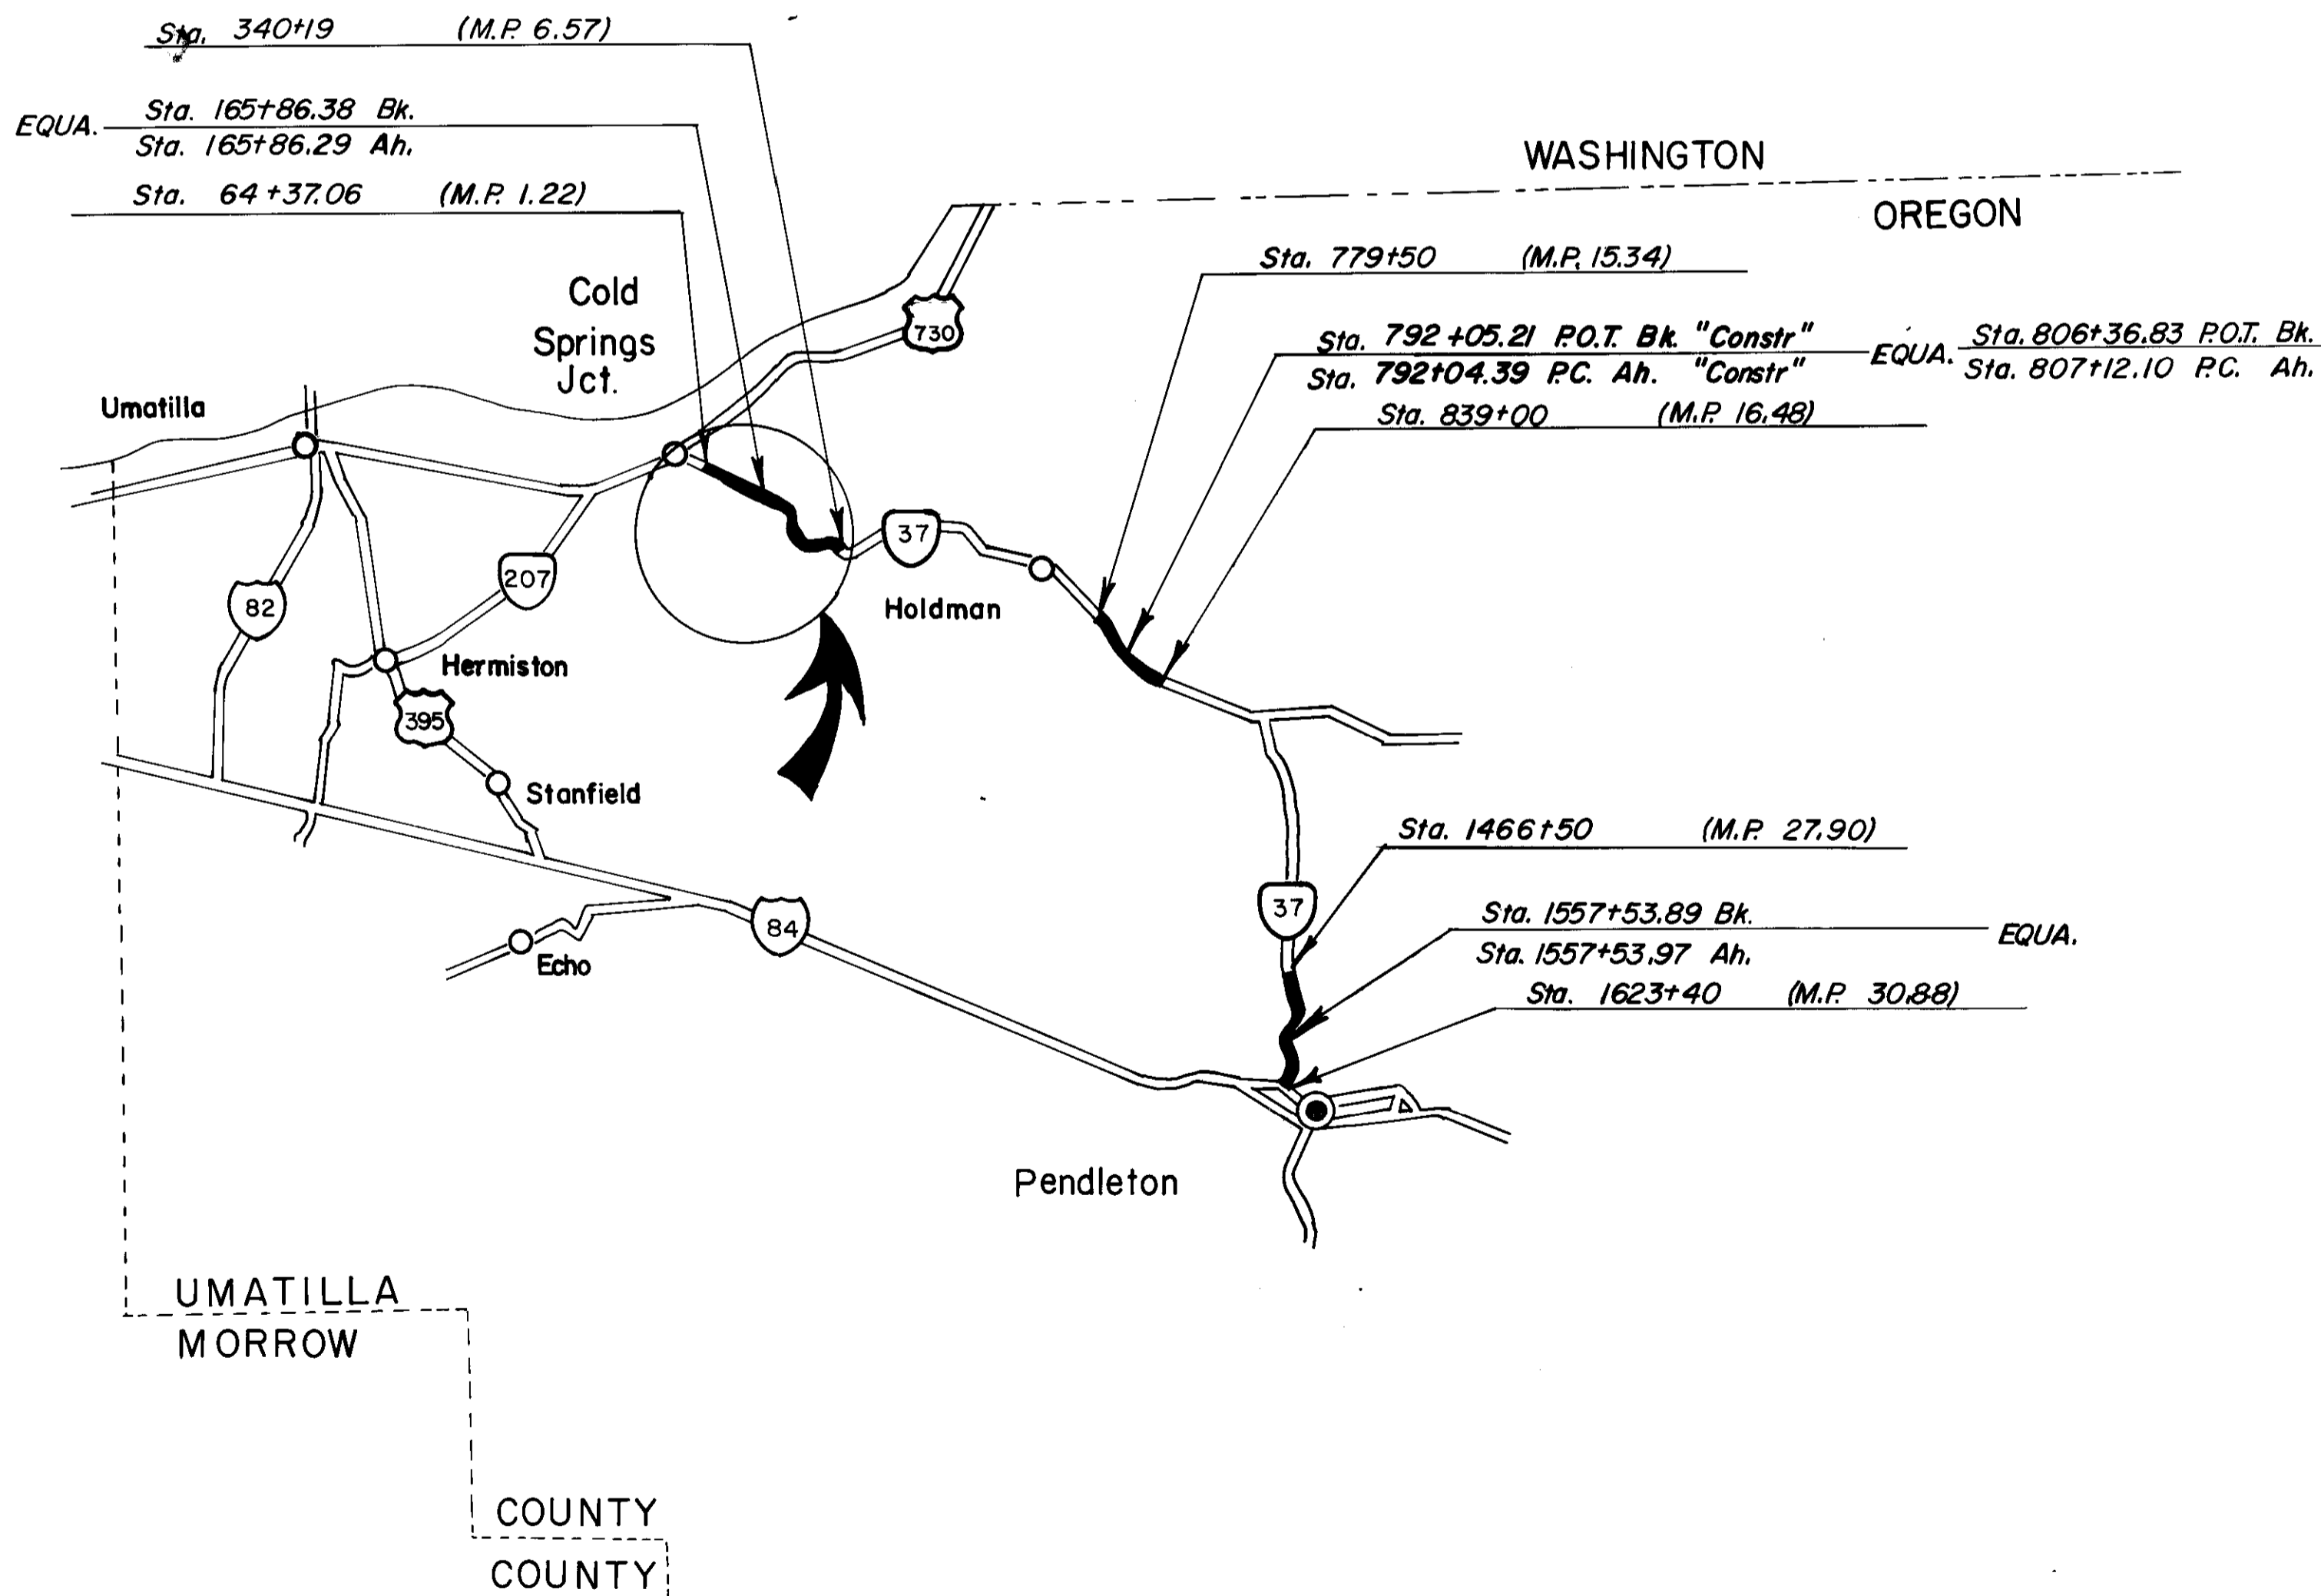 Sta. 340+19 (M.P. 6.57)
EQUA.
Sta. 165+86.38 Bk.
Sta. 165+86.29 Ah.
Sta. 64+37.06 (M.P. 1.22)
WASHINGTON
OREGON
Sta. 779+50 (M.P. 15.34)
Sta. 792+05.21 P.O.T. Bk. "Constr"
Sta. 792+04.39 P.C. Ah. "Constr"
EQUA.
Sta. 806+36.83 P.O.T. Bk.
Sta. 807+12.10 P.C. Ah.
Sta. 839+00 (M.P. 16.48)
Cold
Springs
Jct.
730
Umatilla
37
207
82
Holdman
Hermiston
395
Stanfield
Sta. 1466+50 (M.P. 27.90)
37
84
Sta. 1557+53.89 Bk.
Sta. 1557+53.97 Ah.
EQUA.
Echo
Sta. 1623+40 (M.P. 30.88)
Pendleton
UMATILLA
MORROW
COUNTY
COUNTY